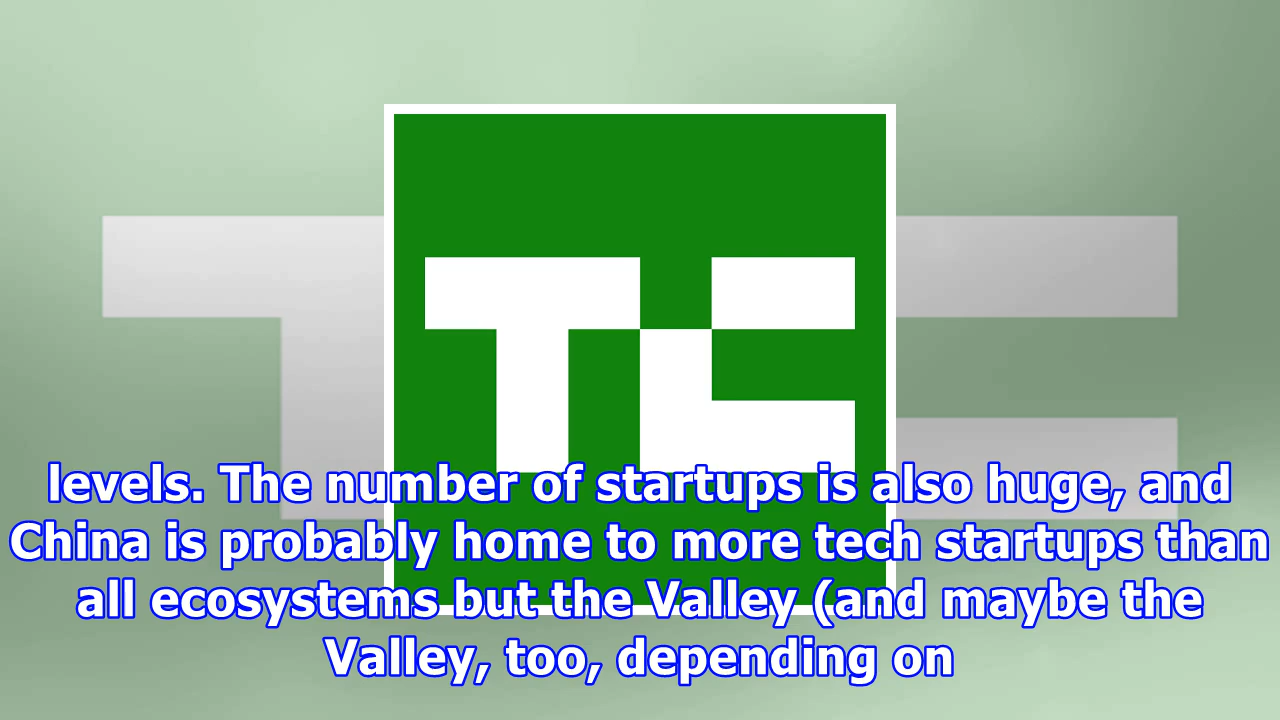 TC
levels. The number of startups is also huge, and
China is probably home to more tech startups than
all ecosystems but the Valley (and maybe the
Valley, too, depending on